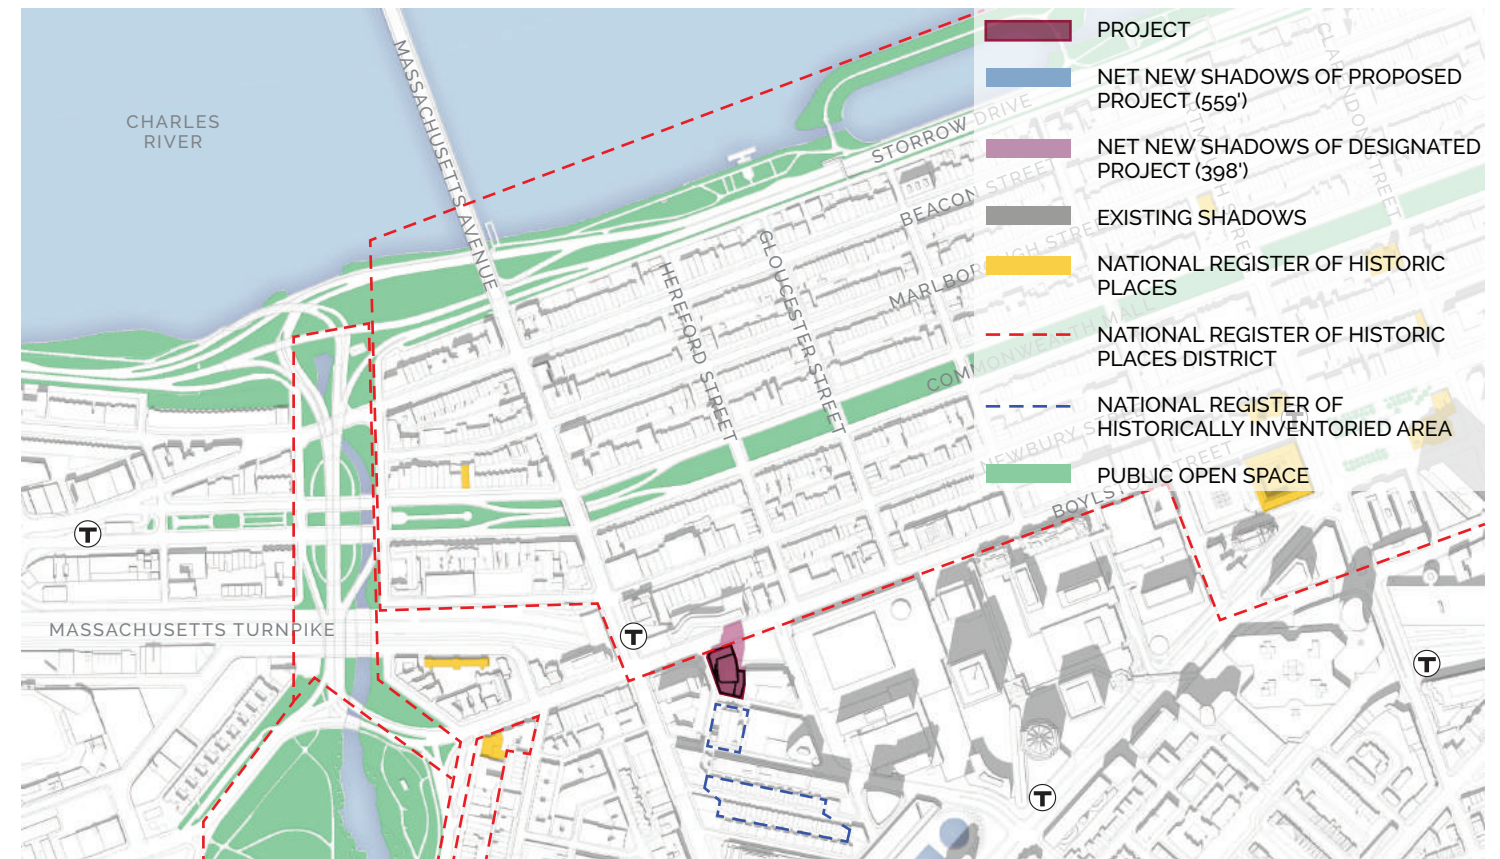 CHARLES
RIVER
MASSACHUSETTS AVENUE
STORROW DRIVE
BEACON STREET
MARLBOROUGH STREET
COMMONWEALTH MALL
NEWBURY STREET
BOYLSTON STREET
HEREFORD STREET
GLOUCESTER STREET
CLARENDON STREET
MASSACHUSETTS TURNPIKE
T
T
T
T
PROJECT
NET NEW SHADOWS OF PROPOSED
PROJECT (559')
NET NEW SHADOWS OF DESIGNATED
PROJECT (398')
EXISTING SHADOWS
NATIONAL REGISTER OF HISTORIC
PLACES
NATIONAL REGISTER OF HISTORIC
PLACES DISTRICT
NATIONAL REGISTER OF
HISTORICALLY INVENTORIED AREA
PUBLIC OPEN SPACE